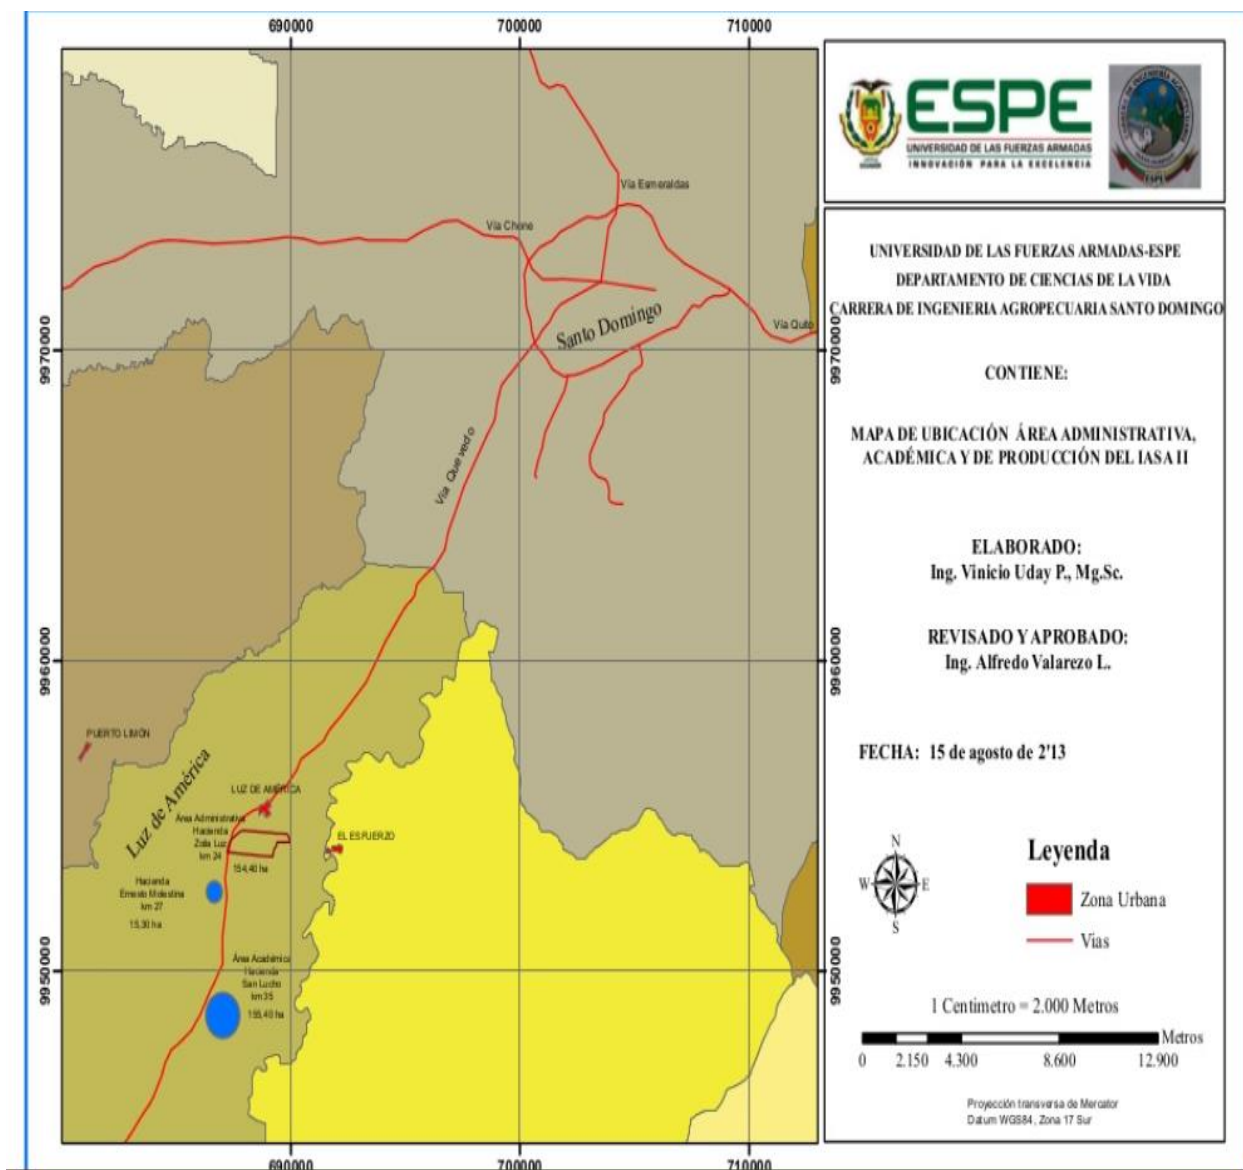 690000
700000
710000
Vía Esmeraldas
Vía Chone
Santo Domingo
Vía Quito
9970000
9970000
Vía Quevedo
9960000
9960000
PUERTO LIMÓN
Luz de América
LUZ DE AMÉRICA
Área Administrativa
Hacienda
Zoila Luz
km 24
154,40 ha
EL ESFUERZO
Hacienda
Ernesto Molestina
km 27
15,30 ha
Área Académica
Hacienda
San Lucho
km 35
155,40 ha
9950000
9950000
690000
700000
710000
ESPE
UNIVERSIDAD DE LAS FUERZAS ARMADAS
INNOVACIÓN PARA LA EXCELENCIA
ESPE
UNIVERSIDAD DE LAS FUERZAS ARMADAS-ESPE
DEPARTAMENTO DE CIENCIAS DE LA VIDA
CARRERA DE INGENIERIA AGROPECUARIA SANTO DOMINGO
CONTIENE:
MAPA DE UBICACIÓN ÁREA ADMINISTRATIVA,
ACADÉMICA Y DE PRODUCCIÓN DEL IASA II
ELABORADO:
Ing. Vinicio Uday P., Mg.Sc.
REVISADO Y APROBADO:
Ing. Alfredo Valarezo L.
FECHA: 15 de agosto de 2'13
N
W E
S
Leyenda
Zona Urbana
Vias
1 Centimetro = 2.000 Metros
Metros
0 2.150 4.300 8.600 12.900
Proyección transversa de Mercator
Datum WGS84, Zona 17 Sur